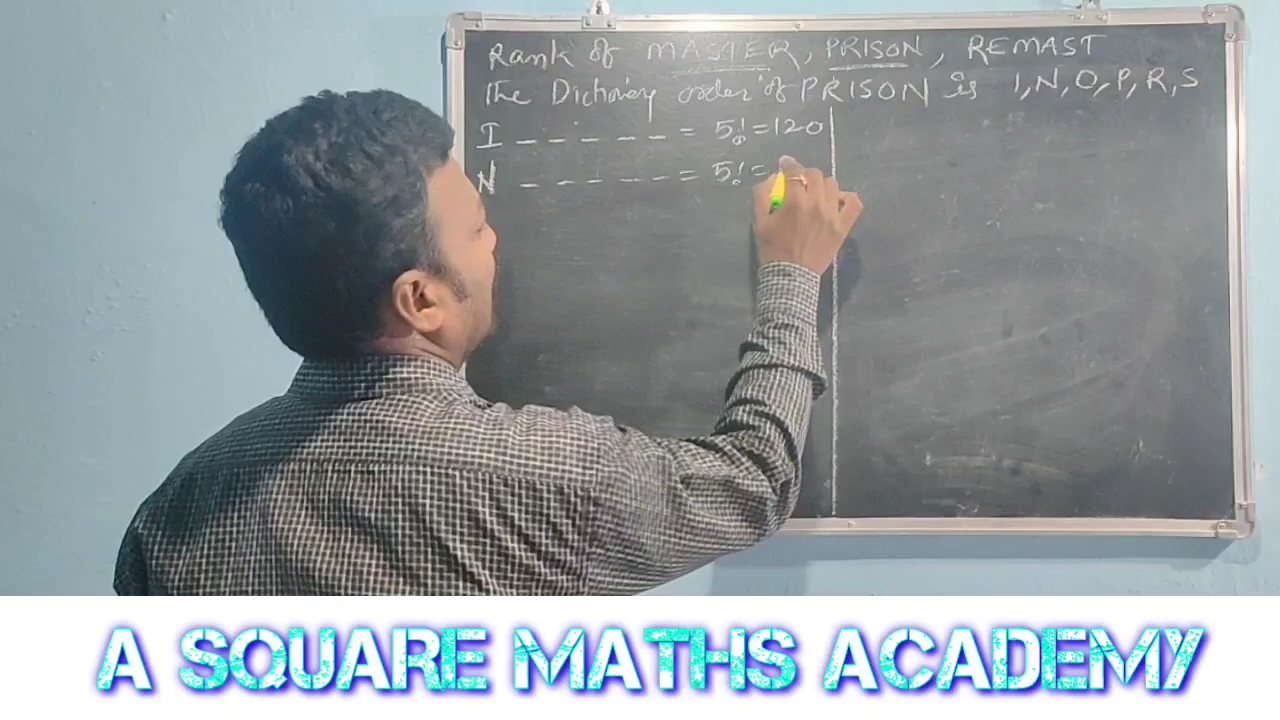 Rank of MASTER, PRISON, REMAST
the Dictionary order of PRISON is I, N, O, P, R, S
I _ _ _ _ _ = 5! = 120
N _ _ _ _ _ = 5! =
A SQUARE MATHS ACADEMY